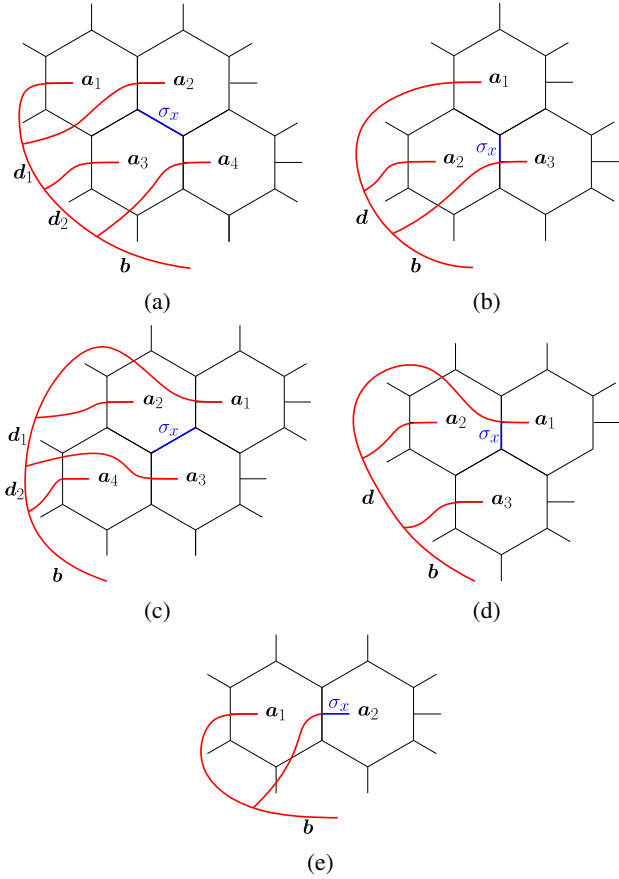 a₁ a₂
σₓ
a₃ a₄
d₁
d₂
b
(a)
a₁
σₓ
a₂ a₃
d
b
(b)
a₂ a₁
d₁
σₓ
a₄ a₃
d₂
b
(c)
a₂ a₁
σₓ
d
a₃
b
(d)
σₓ
a₁ a₂
b
(e)